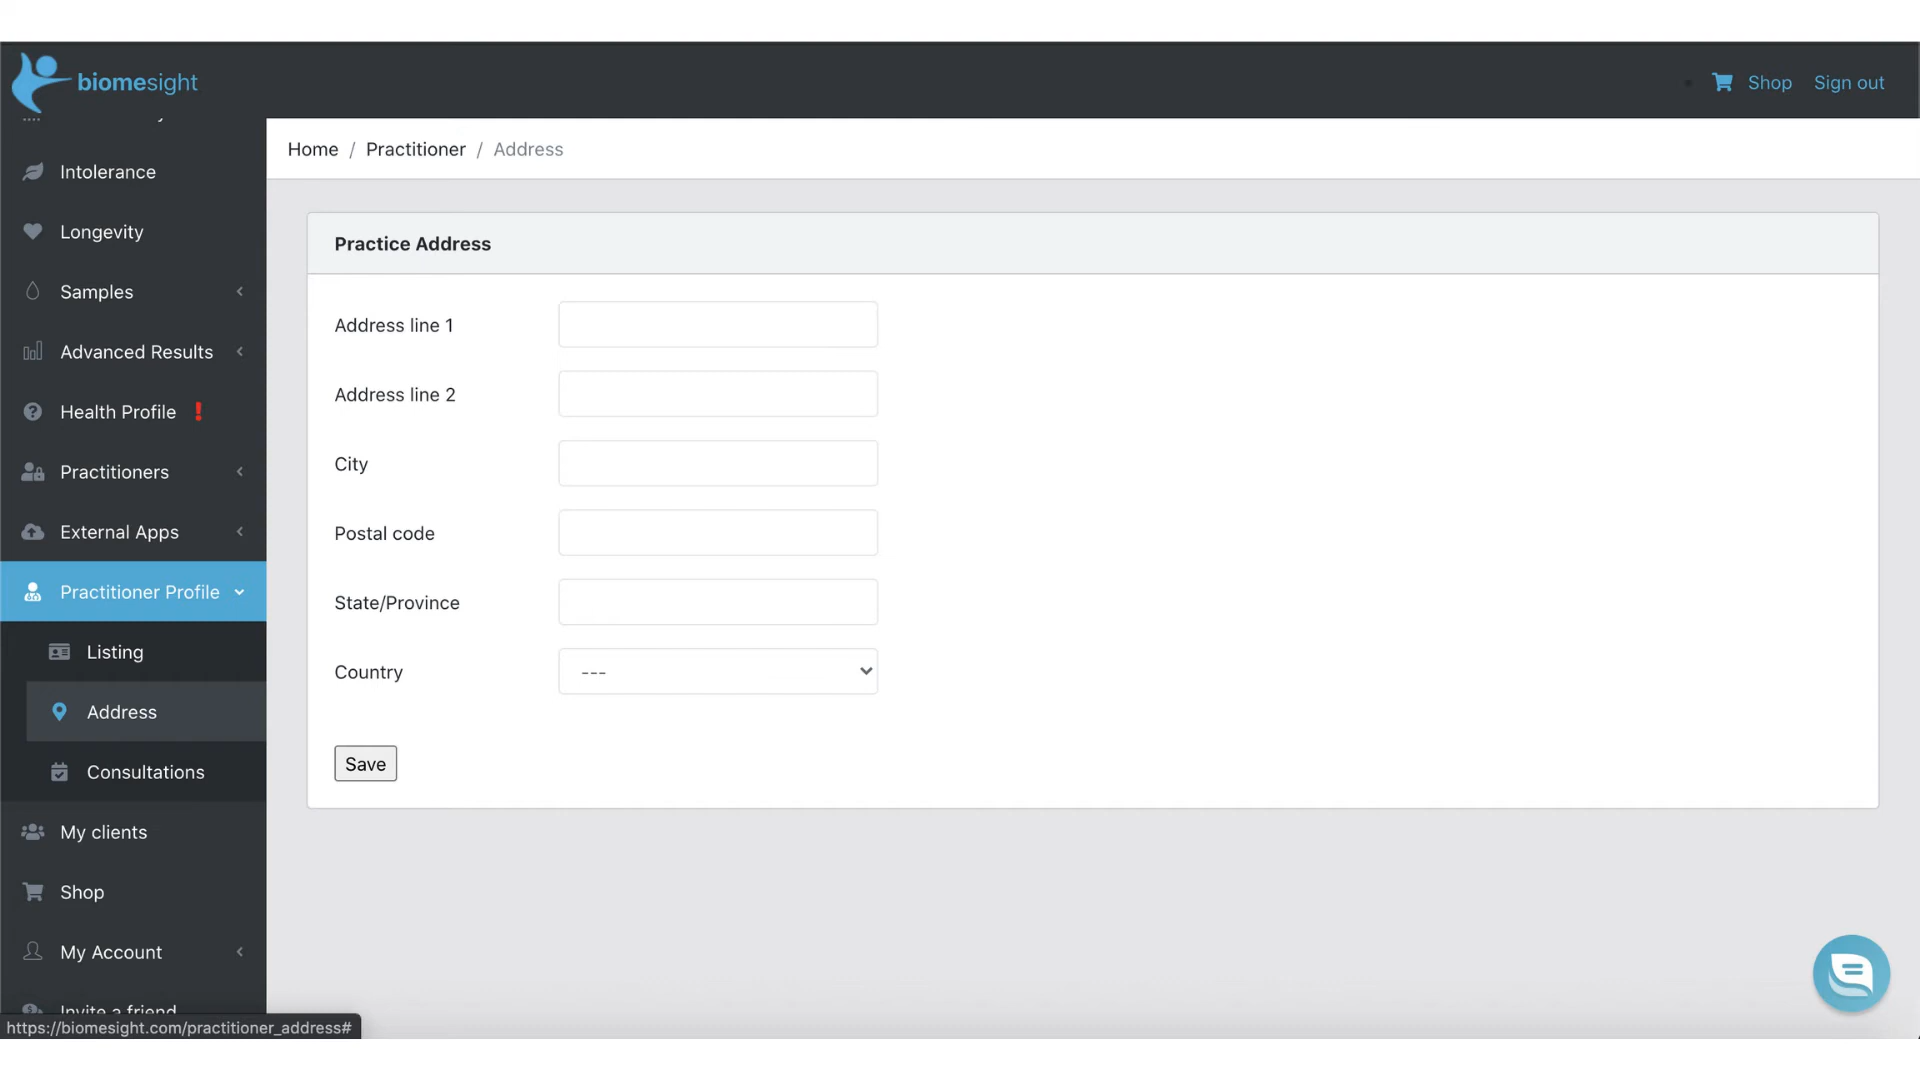 biomesight
Shop
Sign out
Home / Practitioner / Address
Intolerance
Longevity
Samples
Advanced Results
Health Profile
Practitioners
External Apps
Practitioner Profile
Listing
Address
Consultations
My clients
Shop
My Account
Invite a friend
Practice Address
Address line 1
Address line 2
City
Postal code
State/Province
Country
---
Save
https://biomesight.com/practitioner_address#